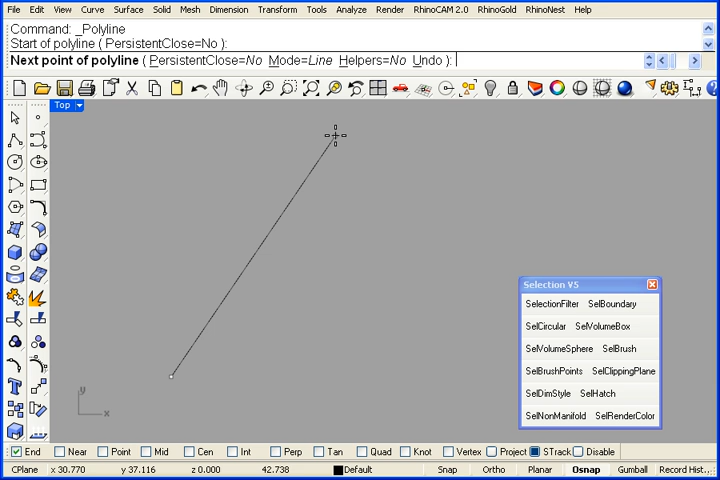 File Edit View Curve Surface Solid Mesh Dimension Transform Tools Analyze Render RhinoCAM 2.0 RhinoGold RhinoNest Help
Command: _Polyline
Start of polyline ( PersistentClose=No ):
Next point of polyline ( PersistentClose=No Mode=Line Helpers=No Undo ):
Top
Selection V5
SelectionFilter SelBoundary
SelCircular SelVolumeBox
SelVolumeSphere SelBrush
SelBrushPoints SelClippingPlane
SelDimStyle SelHatch
SelNonManifold SelRenderColor
y
x
End Near Point Mid Cen Int Perp Tan Quad Knot Vertex Project STrack Disable
CPlane x 30.770 y 37.116 z 0.000 42.738 Default Snap Ortho Planar Osnap Gumball Record Hist...